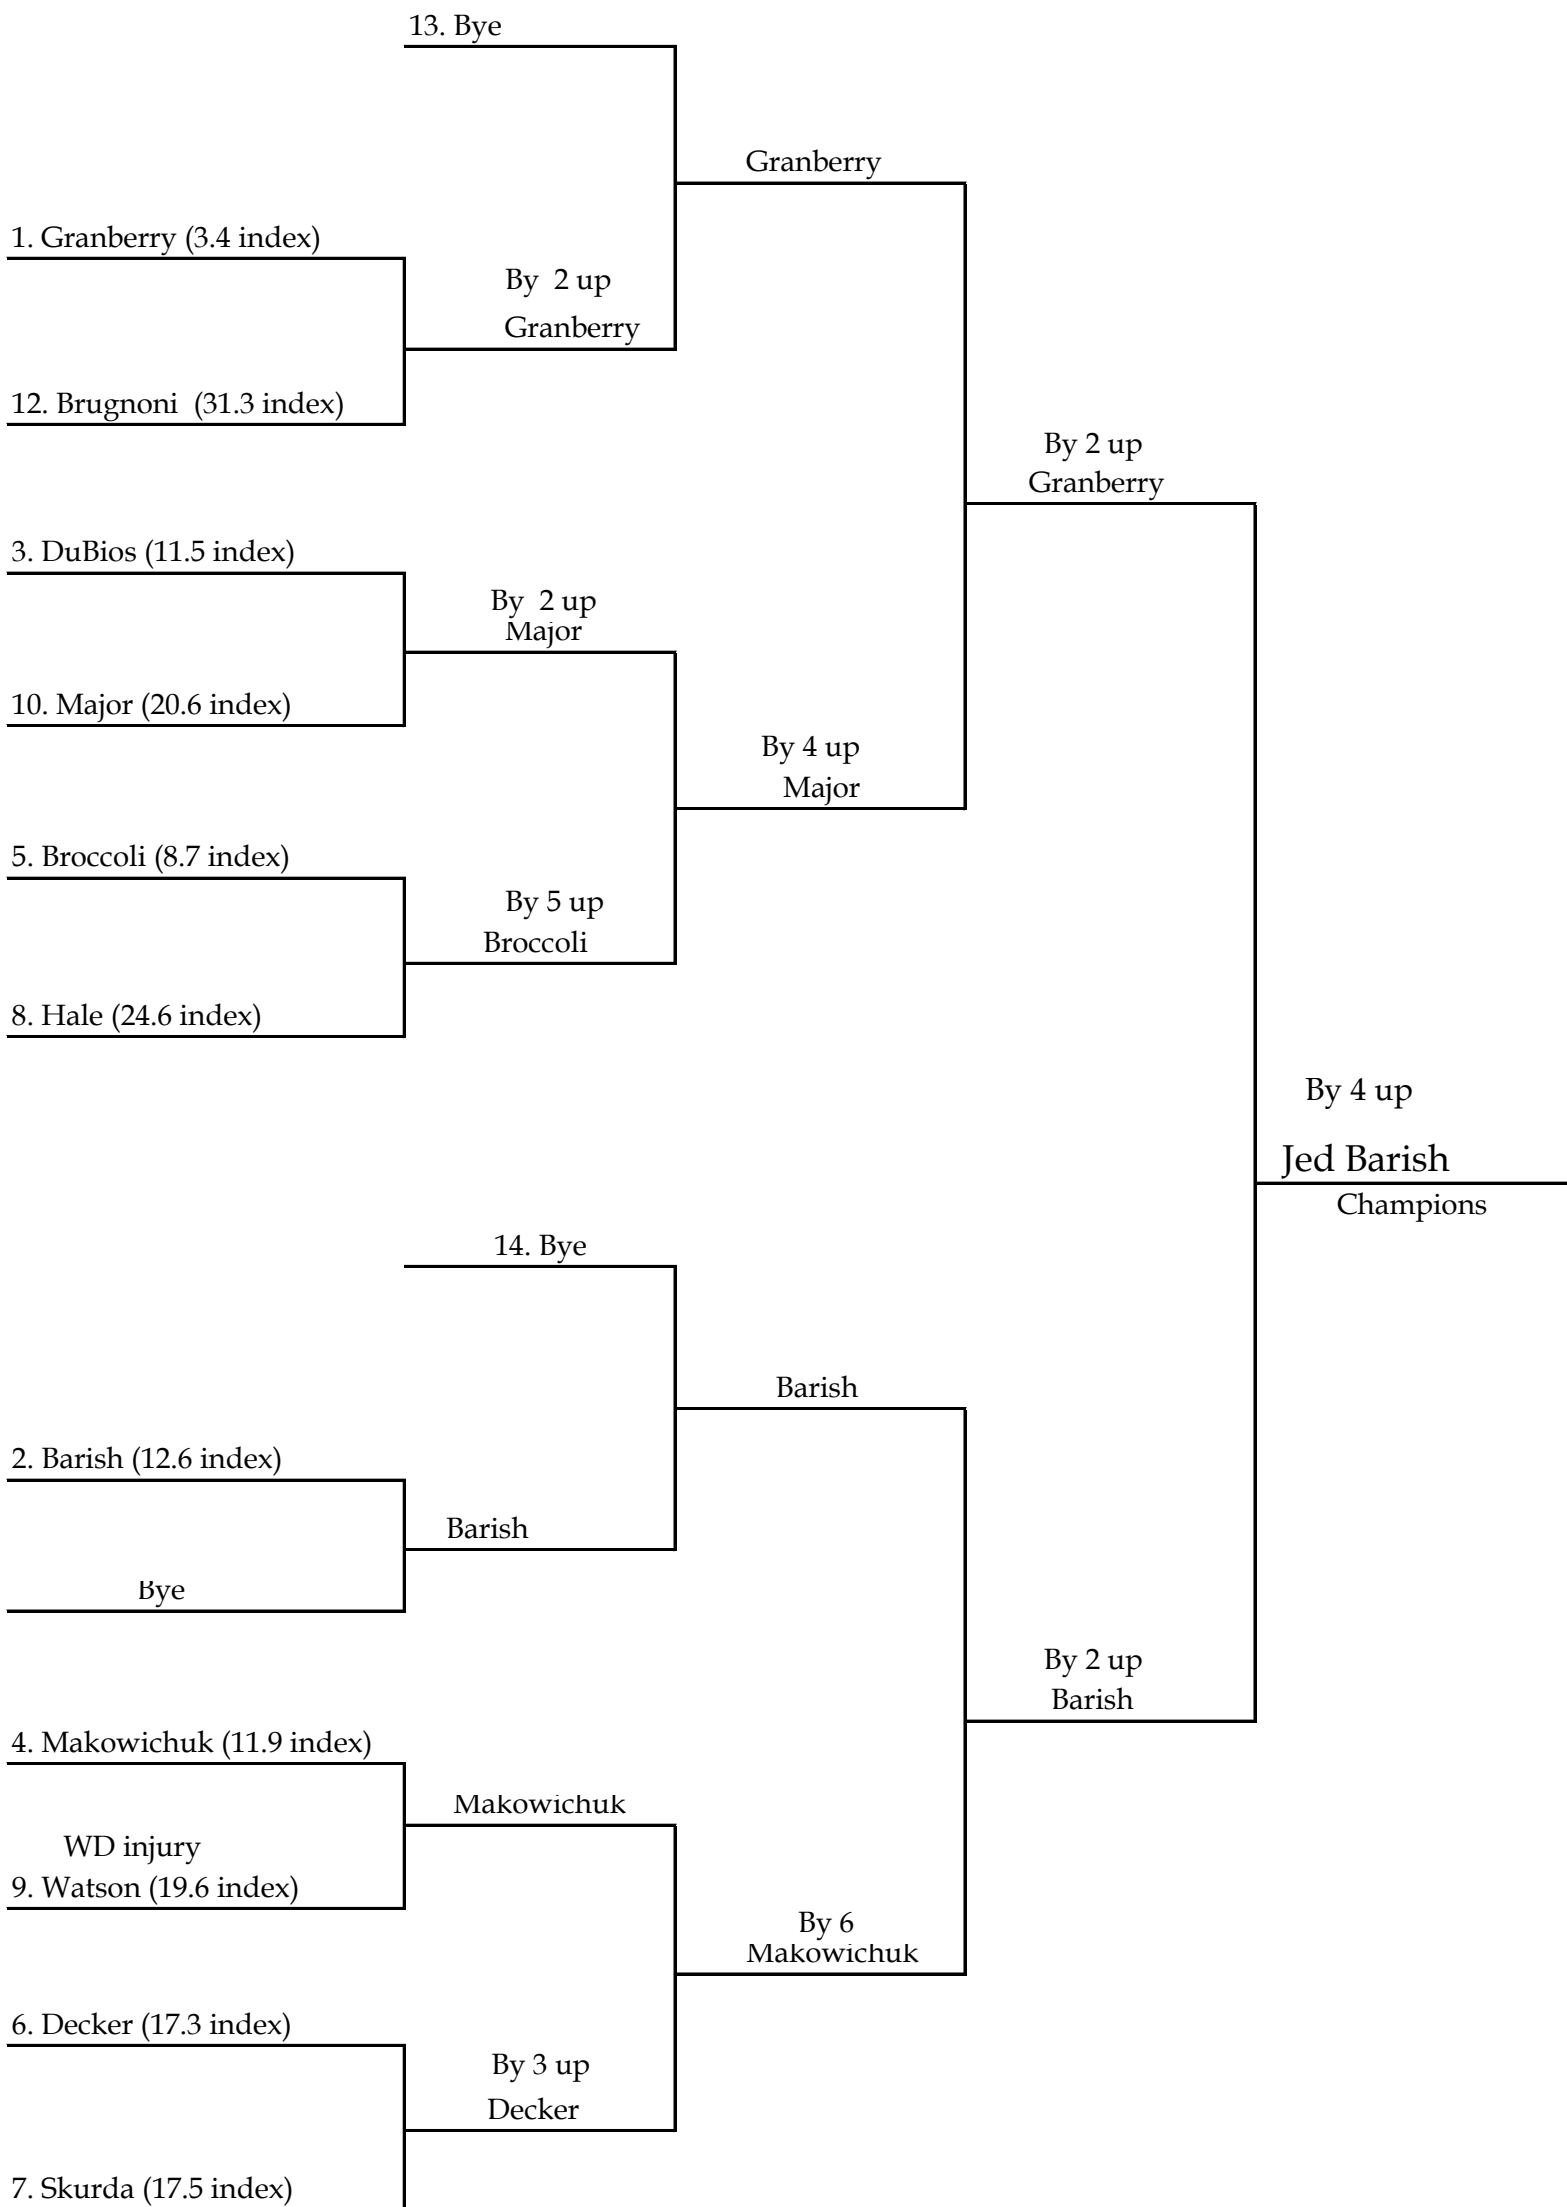 13. Bye
Granberry
1. Granberry (3.4 index)
By  2 up
Granberry
12. Brugnoni  (31.3 index)
By 2 up
Granberry
3. DuBios (11.5 index)
By  2 up
Major
10. Major (20.6 index)
By 4 up
Major
5. Broccoli (8.7 index)
By 5 up
Broccoli
8. Hale (24.6 index)
By 4 up
Jed Barish
Champions
14. Bye
Barish
2. Barish (12.6 index)
Barish
Bye
By 2 up
Barish
4. Makowichuk (11.9 index)
Makowichuk
WD injury
9. Watson (19.6 index)
By 6
Makowichuk
6. Decker (17.3 index)
By 3 up
Decker
7. Skurda (17.5 index)